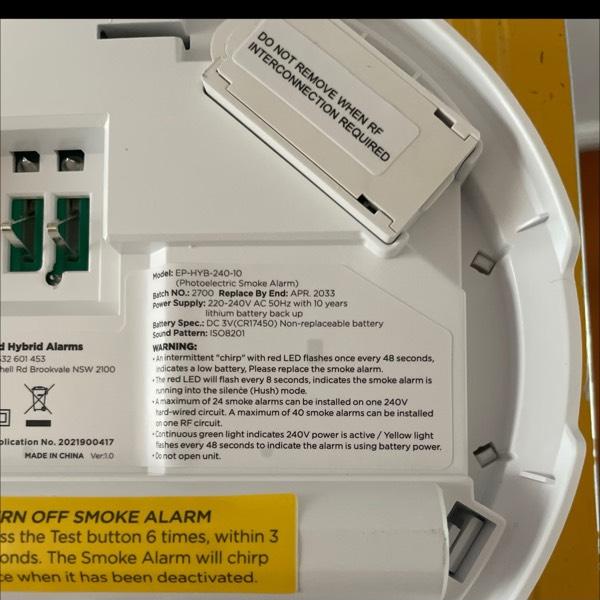 DO NOT REMOVE WHEN RF
INTERCONNECTION REQUIRED
Model: EP-HYB-240-10
(Photoelectric Smoke Alarm)
Batch NO.: 2700 Replace By End: APR. 2033
Power Supply: 220-240V AC 50Hz with 10 years
lithium battery back up
Battery Spec.: DC 3V(CR17450) Non-replaceable battery
Sound Pattern: ISO8201
WARNING:
•An intermittent "chirp" with red LED flashes once every 48 seconds,
indicates a low battery, Please replace the smoke alarm.
•The red LED will flash every 8 seconds, indicates the smoke alarm is
running into the silence (Hush) mode.
•A maximum of 24 smoke alarms can be installed on one 240V
hard-wired circuit. A maximum of 40 smoke alarms can be installed
on one RF circuit.
•Continuous green light indicates 240V power is active / Yellow light
flashes every 48 seconds to indicate the alarm is using battery power.
•Do not open unit.
d Hybrid Alarms
532 601 453
hell Rd Brookvale NSW 2100
plication No. 2021900417
MADE IN CHINA Ver:1.0
RN OFF SMOKE ALARM
ss the Test button 6 times, within 3
onds. The Smoke Alarm will chirp
ce when it has been deactivated.